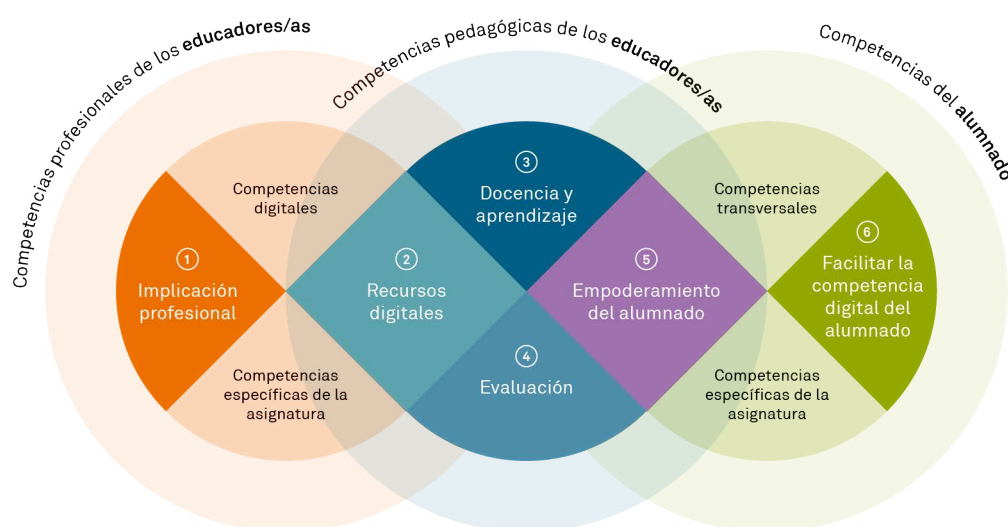 Competencias profesionales de los educadores/as
Competencias pedagógicas de los educadores/as
Competencias del alumnado
Competencias
digitales
1
Implicación
profesional
Competencias
específicas de la
asignatura
2
Recursos
digitales
3
Docencia y
aprendizaje
4
Evaluación
5
Empoderamiento
del alumnado
Competencias
transversales
6
Facilitar la
competencia
digital del
alumnado
Competencias
específicas de la
asignatura